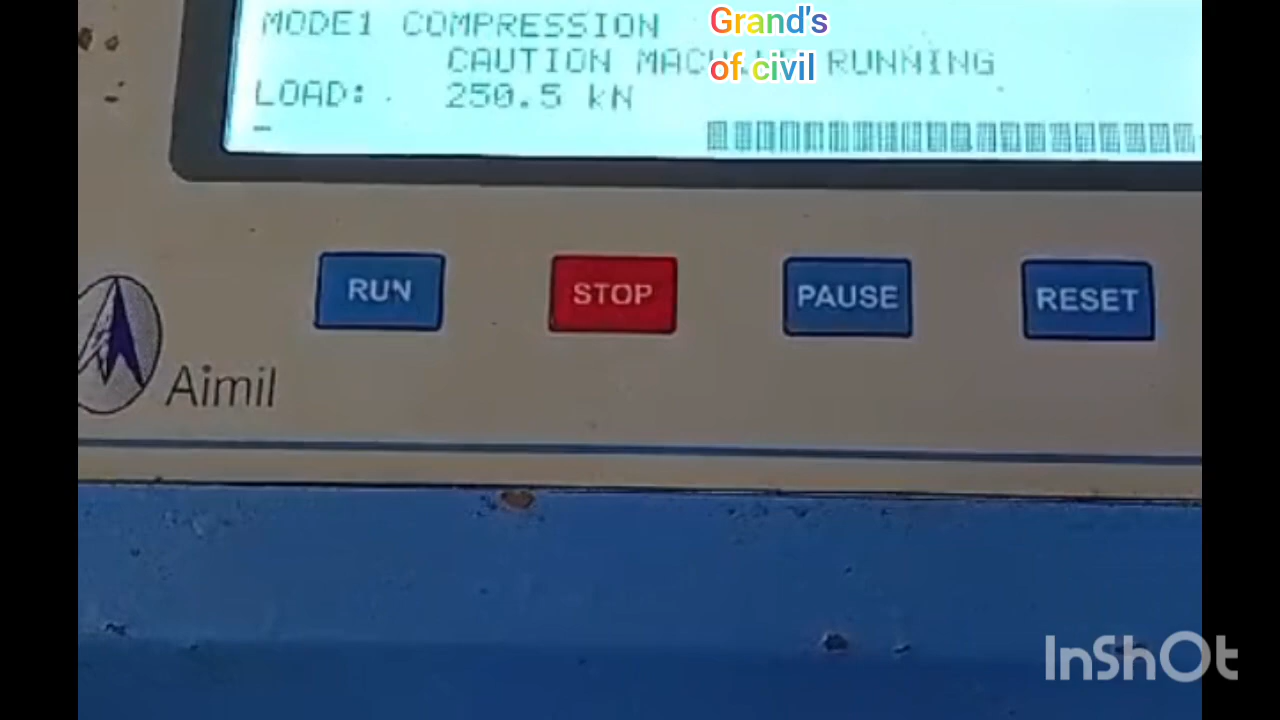 MODE1 COMPRESSION
Grand's
of civil
CAUTION RUNNING
LOAD: 250.5 kN
RUN
STOP
PAUSE
RESET
Aimil
InShOt